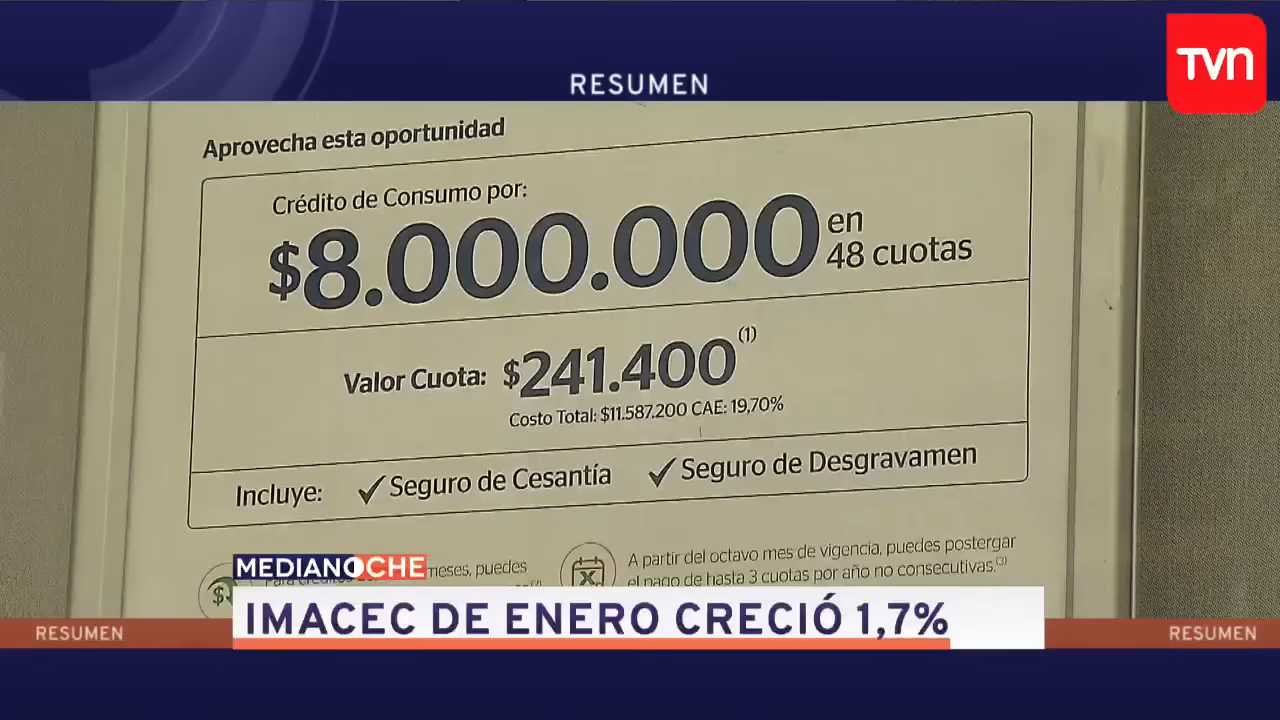 TVN
RESUMEN
Aprovecha esta oportunidad
Crédito de Consumo por:
$8.000.000 en
48 cuotas
Valor Cuota: $241.400(1)
Costo Total: $11.587.200 CAE: 19,70%
Incluye: ✓ Seguro de Cesantía ✓ Seguro de Desgravamen
meses, puedes
A partir del octavo mes de vigencia, puedes postergar
el pago de hasta 3 cuotas por año no consecutivas.(3)
MEDIANOCHE
IMACEC DE ENERO CRECIÓ 1,7%
RESUMEN
RESUMEN